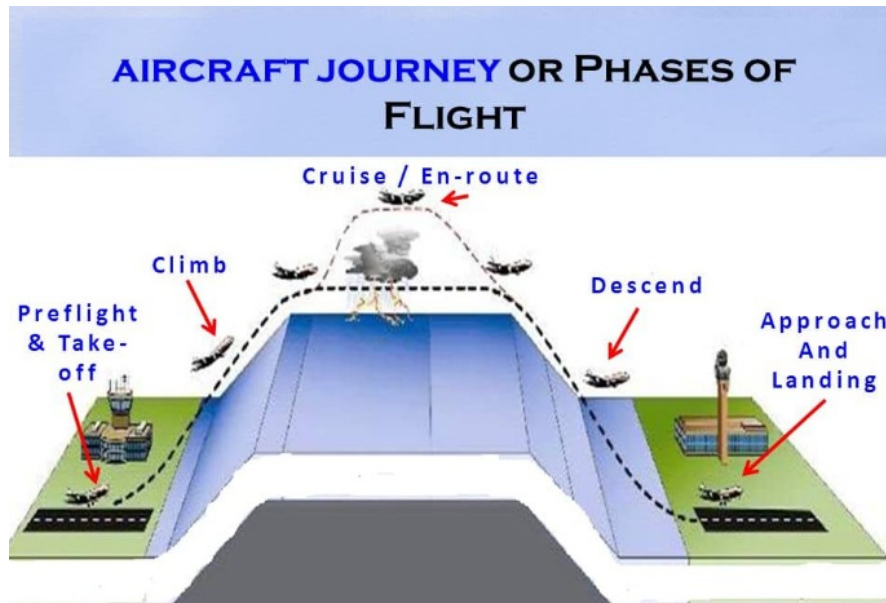 AIRCRAFT JOURNEY OR PHASES OF
FLIGHT
Cruise / En-route
Climb
Descend
Preflight
& Take-
off
Approach
And
Landing